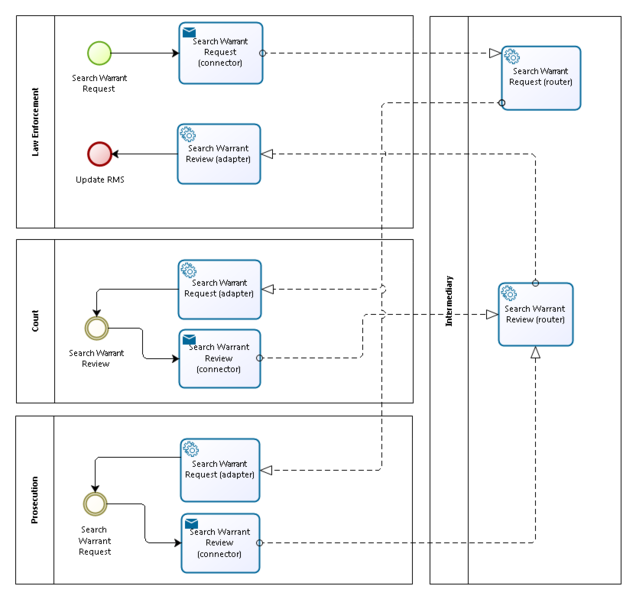 Law Enforcement
Search Warrant
Request
Search Warrant
Request
(connector)
Search Warrant
Review (adapter)
Update RMS
Count
Search Warrant
Request (adapter)
Search Warrant
Review
Search Warrant
Review
(connector)
Prosecution
Search Warrant
Request (adapter)
Search
Warrant
Request
Search Warrant
Review
(connector)
Intermediary
Search Warrant
Request (router)
Search Warrant
Review (router)